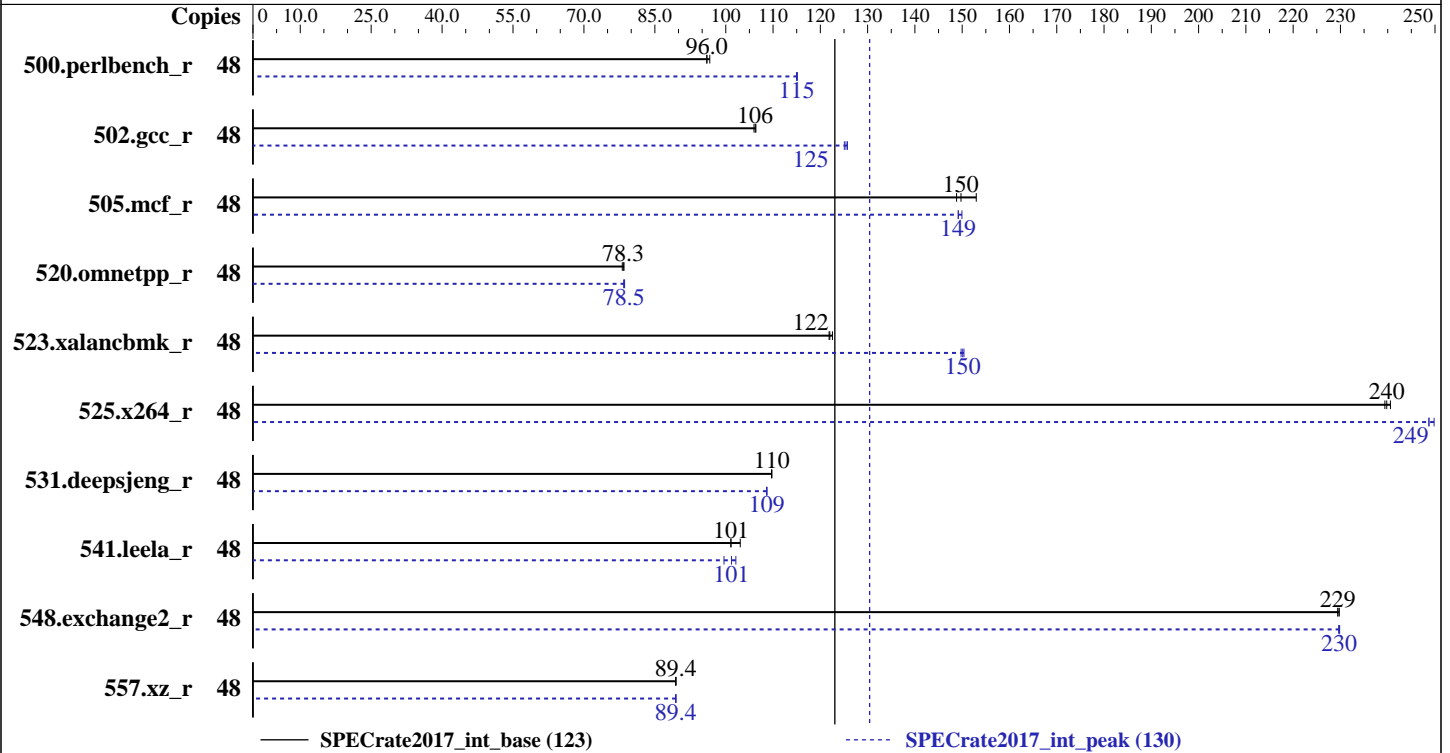 Copies 0 10.0 25.0 40.0 55.0 70.0 85.0 100 110 120 130 140 150 160 170 180 190 200 210 220 230 250
500.perlbench_r 48 96.0
115
502.gcc_r 48 106
125
505.mcf_r 48 150
149
520.omnetpp_r 48 78.3
78.5
523.xalancbmk_r 48 122
150
525.x264_r 48 240
249
531.deepsjeng_r 48 110
109
541.leela_r 48 101
101
548.exchange2_r 48 229
230
557.xz_r 48 89.4
89.4
SPECrate2017_int_base (123) SPECrate2017_int_peak (130)